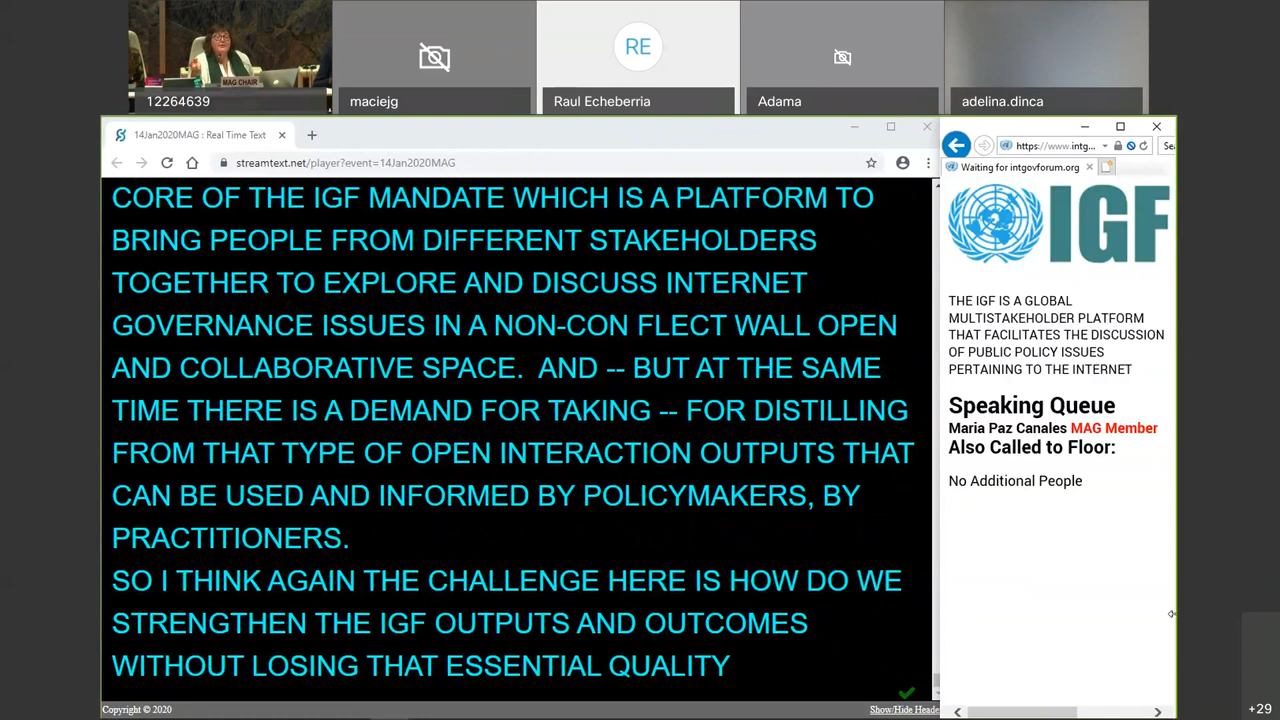 MAG CHAIR
12264639
maciejg
RE
Raul Echeberria
Adama
adelina.dinca
14Jan2020MAG : Real Time Text
streamtext.net/player?event=14Jan2020MAG
CORE OF THE IGF MANDATE WHICH IS A PLATFORM TO
BRING PEOPLE FROM DIFFERENT STAKEHOLDERS
TOGETHER TO EXPLORE AND DISCUSS INTERNET
GOVERNANCE ISSUES IN A NON-CON FLECT WALL OPEN
AND COLLABORATIVE SPACE.  AND -- BUT AT THE SAME
TIME THERE IS A DEMAND FOR TAKING -- FOR DISTILLING
FROM THAT TYPE OF OPEN INTERACTION OUTPUTS THAT
CAN BE USED AND INFORMED BY POLICYMAKERS, BY
PRACTITIONERS.
SO I THINK AGAIN THE CHALLENGE HERE IS HOW DO WE
STRENGTHEN THE IGF OUTPUTS AND OUTCOMES
WITHOUT LOSING THAT ESSENTIAL QUALITY
Copyright © 2020
Show/Hide Heade
https://www.intg...
Sea
Waiting for intgovforum.org
IGF
THE IGF IS A GLOBAL
MULTISTAKEHOLDER PLATFORM
THAT FACILITATES THE DISCUSSION
OF PUBLIC POLICY ISSUES
PERTAINING TO THE INTERNET
Speaking Queue
Maria Paz Canales MAG Member
Also Called to Floor:
No Additional People
+29